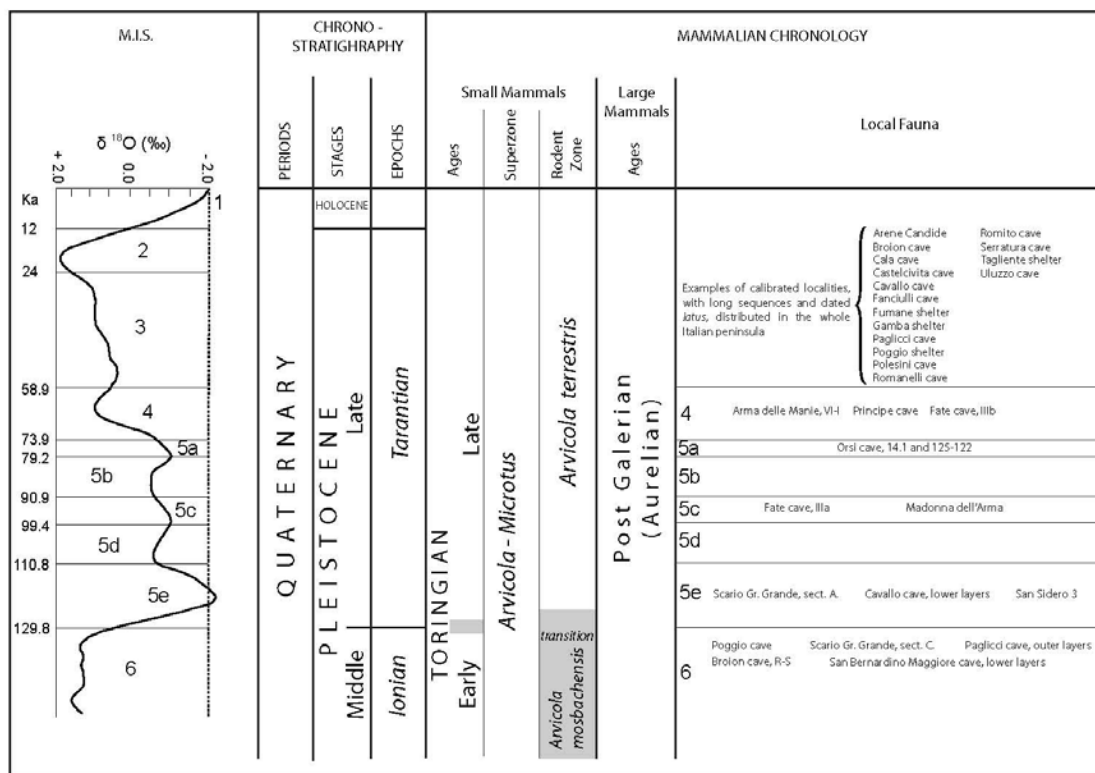 M.I.S.
CHRONO -
STRATIGHRAPHY
MAMMALIAN CHRONOLOGY
δ 18O (‰)
+2.0
0.0
-2.0
PERIODS
STAGES
EPOCHS
Small Mammals
Ages
Superzone
Rodent
Zone
Large
Mammals
Ages
Local Fauna
Ka
12
24
58.9
73.9
79.2
90.9
99.4
110.8
129.8
1
2
3
4
5a
5b
5c
5d
5e
6
QUATERNARY
HOLOCENE
PLEISTOCENE
Late
Middle
Tarantian
Ionian
TORINGIAN
Late
Early
Arvicola - Microtus
Arvicola terrestris
transition
Arvicola
mosbachensis
Post Galerian
(Aurelian)
Examples of calibrated localities,
with long sequences and dated
latus, distributed in the whole
Italian peninsula
Arene Candide
Broion cave
Cala cave
Castelcivita cave
Cavallo cave
Fanciulli cave
Fumane shelter
Gamba shelter
Paglicci cave
Poggio shelter
Polesini cave
Romanelli cave
Romito cave
Serratura cave
Tagliente shelter
Uluzzo cave
4 Arma delle Manie, VI-I Principe cave Fate cave, IIIb
5a Orsi cave, 14.1 and 125-122
5b
5c Fate cave, IIIa Madonna dell'Arma
5d
5e Scario Gr. Grande, sect. A. Cavallo cave, lower layers San Sidero 3
6
Poggio cave Scario Gr. Grande, sect. C. Paglicci cave, outer layers
Broion cave, R-S San Bernardino Maggiore cave, lower layers